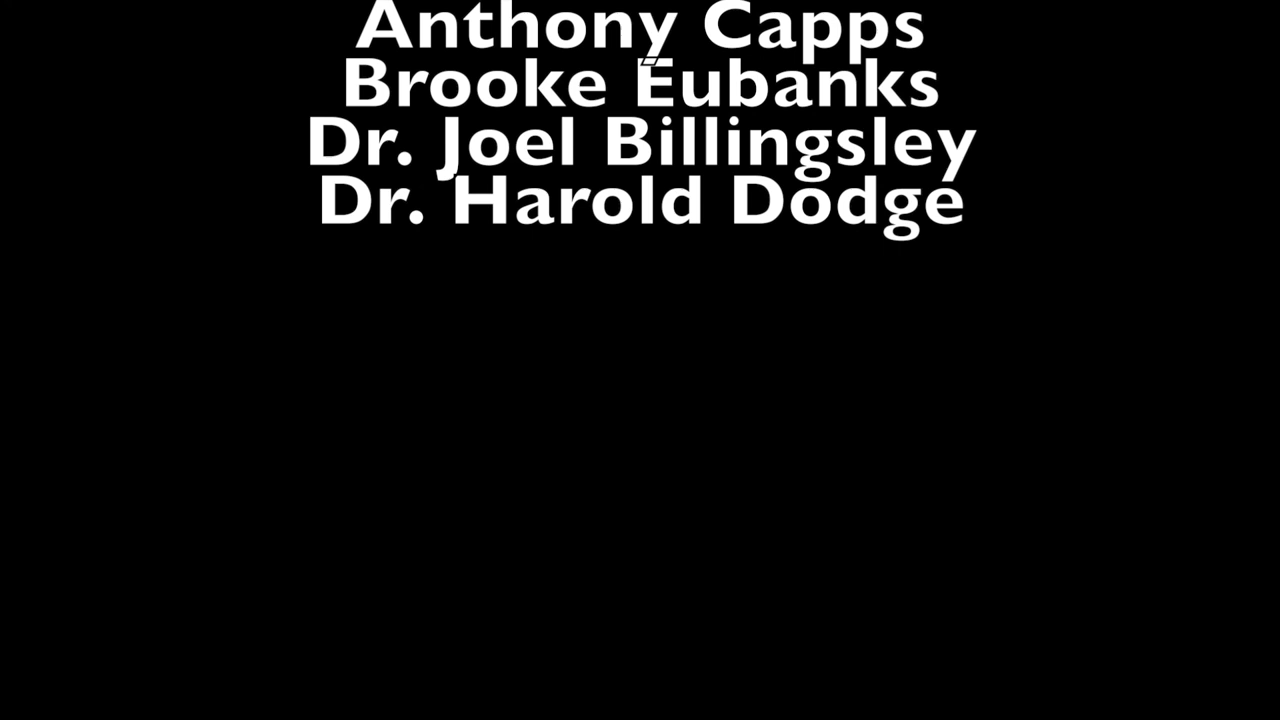 Anthony Capps
Brooke Eubanks
Dr. Joel Billingsley
Dr. Harold Dodge